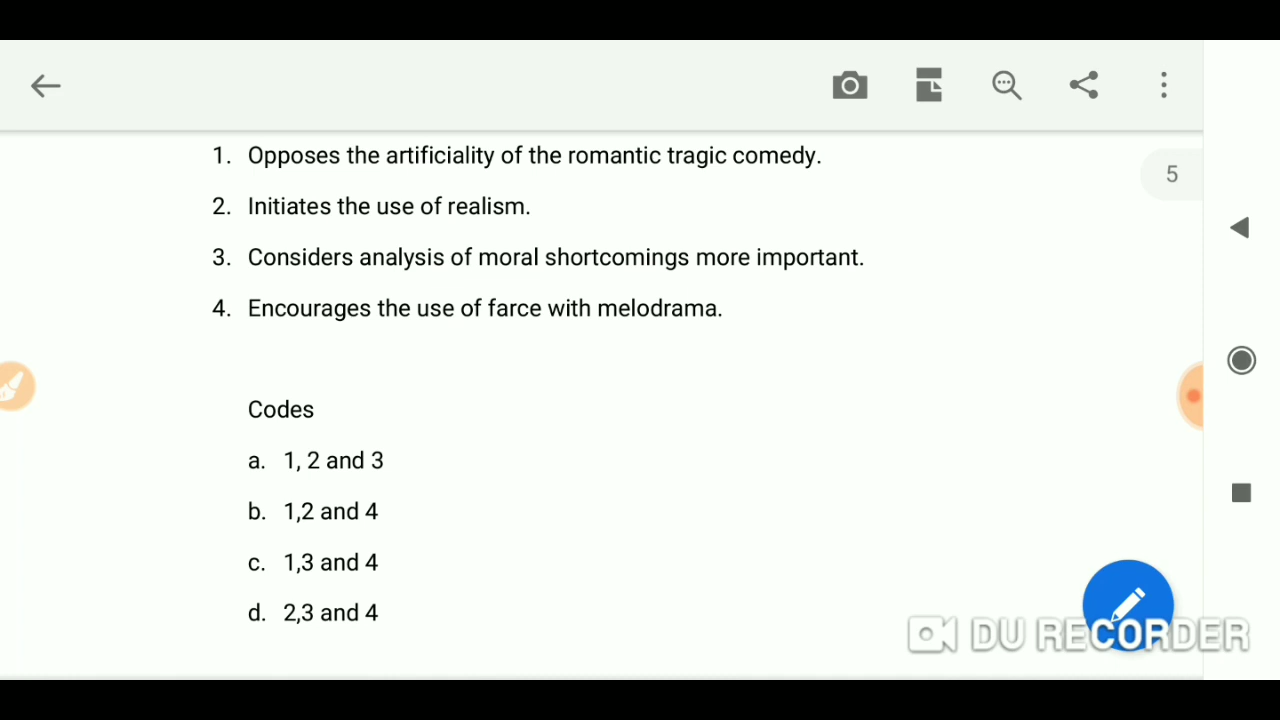 5
1. Opposes the artificiality of the romantic tragic comedy.
2. Initiates the use of realism.
3. Considers analysis of moral shortcomings more important.
4. Encourages the use of farce with melodrama.
Codes
a. 1, 2 and 3
b. 1,2 and 4
c. 1,3 and 4
d. 2,3 and 4
DU RECORDER